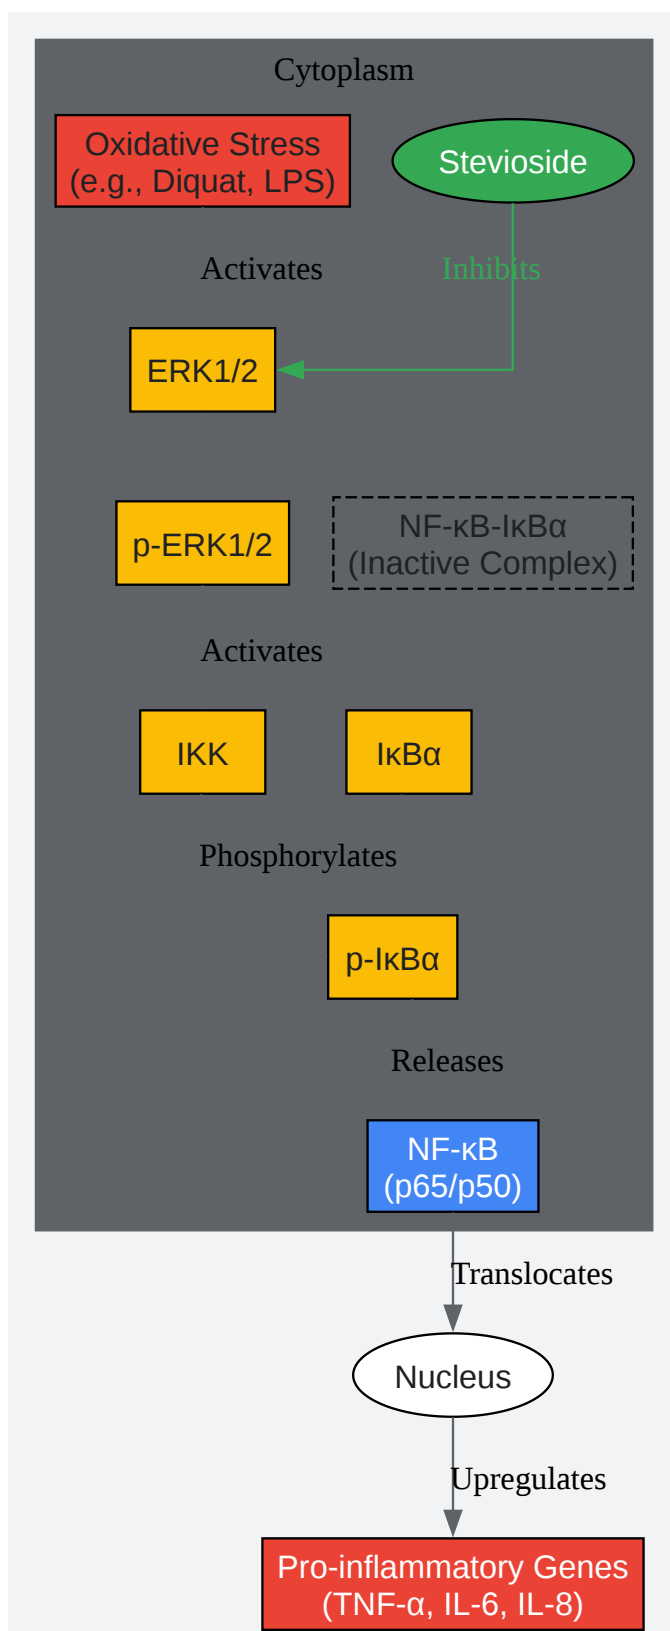 Cytoplasm
Oxidative Stress
(e.g., Diquat, LPS)
Stevioside
Activates
Inhibits
ERK1/2
p-ERK1/2
NF-κB-IκBα
(Inactive Complex)
Activates
IKK
IκBα
Phosphorylates
p-IκBα
Releases
NF-κB
(p65/p50)
Translocates
Nucleus
Upregulates
Pro-inflammatory Genes
(TNF-α, IL-6, IL-8)